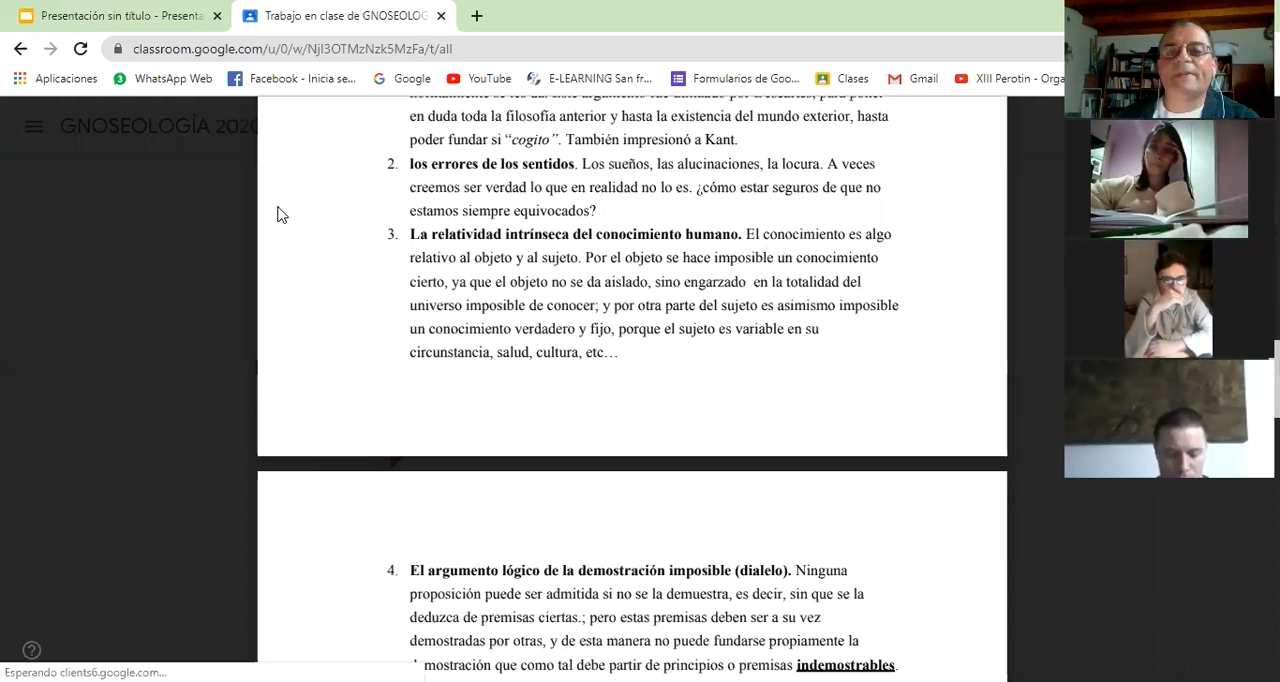 Presentación sin título - Presenta
Trabajo en clase de GNOSEOLOG
classroom.google.com/u/0/w/NjI3OTMzNzk5MzFa/t/all
Aplicaciones
WhatsApp Web
Facebook - Inicia se...
Google
YouTube
E-LEARNING San fr...
Formularios de Goo...
Clases
Gmail
XIII Perotin - Orga
GNOSEOLOGÍA 2020
en duda toda la filosofía anterior y hasta la existencia del mundo exterior, hasta
poder fundar si “cogito”. También impresionó a Kant.
2. los errores de los sentidos. Los sueños, las alucinaciones, la locura. A veces
creemos ser verdad lo que en realidad no lo es. ¿cómo estar seguros de que no
estamos siempre equivocados?
3. La relatividad intrínseca del conocimiento humano. El conocimiento es algo
relativo al objeto y al sujeto. Por el objeto se hace imposible un conocimiento
cierto, ya que el objeto no se da aislado, sino engarzado en la totalidad del
universo imposible de conocer; y por otra parte del sujeto es asimismo imposible
un conocimiento verdadero y fijo, porque el sujeto es variable en su
circunstancia, salud, cultura, etc…
4. El argumento lógico de la demostración imposible (dialelo). Ninguna
proposición puede ser admitida si no se la demuestra, es decir, sin que se la
deduzca de premisas ciertas.; pero estas premisas deben ser a su vez
demostradas por otras, y de esta manera no puede fundarse propiamente la
mostración que como tal debe partir de principios o premisas indemostrables.
Esperando clients6.google.com...